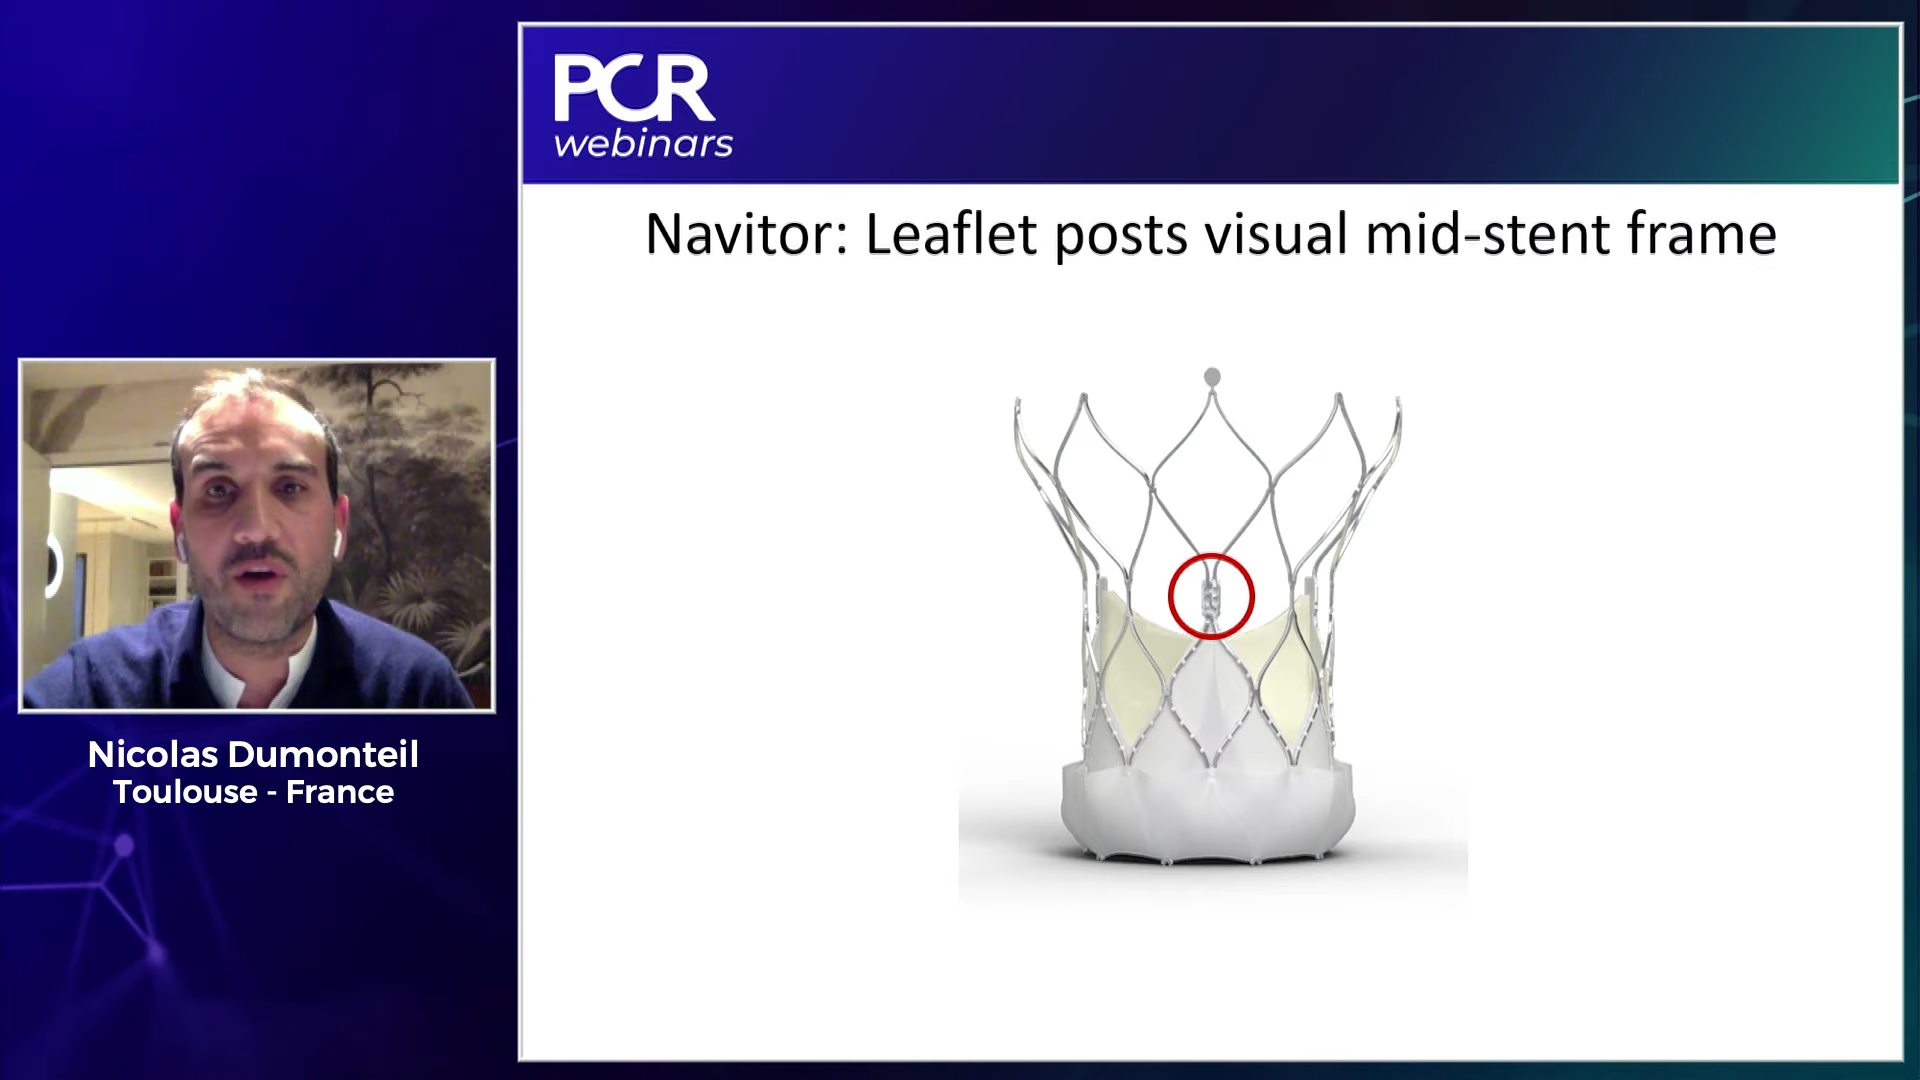 PCR
webinars
Navitor: Leaflet posts visual mid-stent frame
Nicolas Dumonteil
Toulouse - France